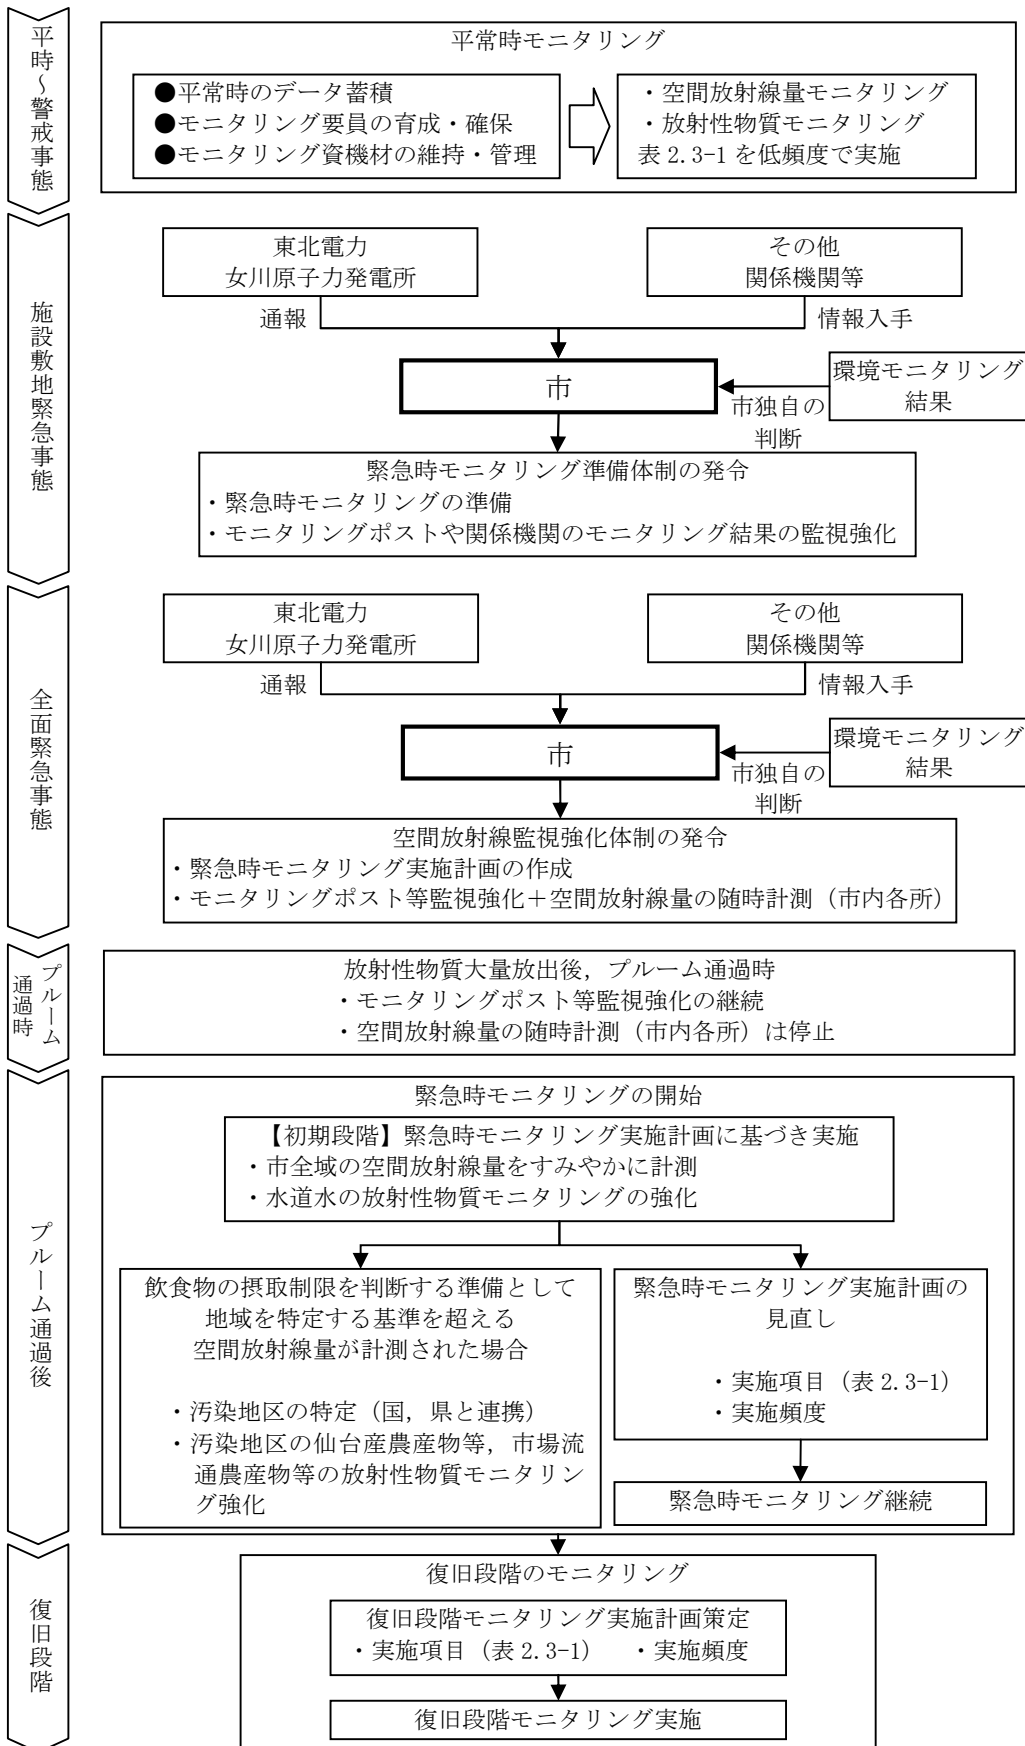 平時～警戒事態
平常時モニタリング
●平常時のデータ蓄積
●モニタリング要員の育成・確保
●モニタリング資機材の維持・管理
・空間放射線量モニタリング
・放射性物質モニタリング
表 2.3-1 を低頻度で実施
施設敷地緊急事態
東北電力
女川原子力発電所
その他
関係機関等
通報
情報入手
市
環境モニタリング
結果
市独自の
判断
緊急時モニタリング準備体制の発令
・緊急時モニタリングの準備
・モニタリングポストや関係機関のモニタリング結果の監視強化
全面緊急事態
東北電力
女川原子力発電所
その他
関係機関等
通報
情報入手
市
環境モニタリング
結果
市独自の
判断
空間放射線監視強化体制の発令
・緊急時モニタリング実施計画の作成
・モニタリングポスト等監視強化＋空間放射線量の随時計測（市内各所）
プルーム
通過時
放射性物質大量放出後，プルーム通過時
・モニタリングポスト等監視強化の継続
・空間放射線量の随時計測（市内各所）は停止
プルーム通過後
緊急時モニタリングの開始
【初期段階】緊急時モニタリング実施計画に基づき実施
・市全域の空間放射線量をすみやかに計測
・水道水の放射性物質モニタリングの強化
飲食物の摂取制限を判断する準備として
地域を特定する基準を超える
空間放射線量が計測された場合
・汚染地区の特定（国，県と連携）
・汚染地区の仙台産農産物等，市場流
通農産物等の放射性物質モニタリン
グ強化
緊急時モニタリング実施計画の
見直し
・実施項目（表 2.3-1）
・実施頻度
緊急時モニタリング継続
復旧段階
復旧段階のモニタリング
復旧段階モニタリング実施計画策定
・実施項目（表 2.3-1）　・実施頻度
復旧段階モニタリング実施